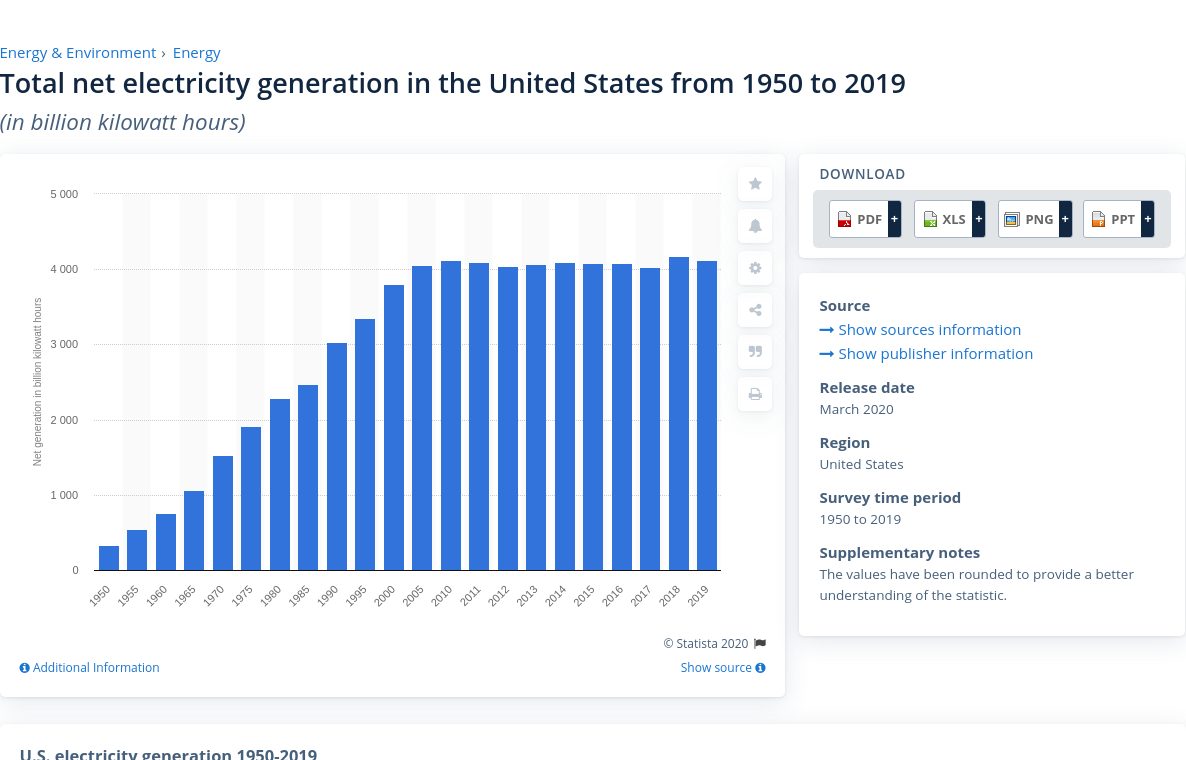 Energy & Environment › Energy
Total net electricity generation in the United States from 1950 to 2019
(in billion kilowatt hours)
5 000
4 000
3 000
2 000
1 000
0
Net generation in billion kilowatt hours
1950 1955 1960 1965 1970 1975 1980 1985 1990 1995 2000 2005 2010 2011 2012 2013 2014 2015 2016 2017 2018 2019
© Statista 2020
Additional Information
Show source
DOWNLOAD
PDF + XLS + PNG + PPT +
Source
Show sources information
Show publisher information
Release date
March 2020
Region
United States
Survey time period
1950 to 2019
Supplementary notes
The values have been rounded to provide a better
understanding of the statistic.
U.S. electricity generation 1950-2019